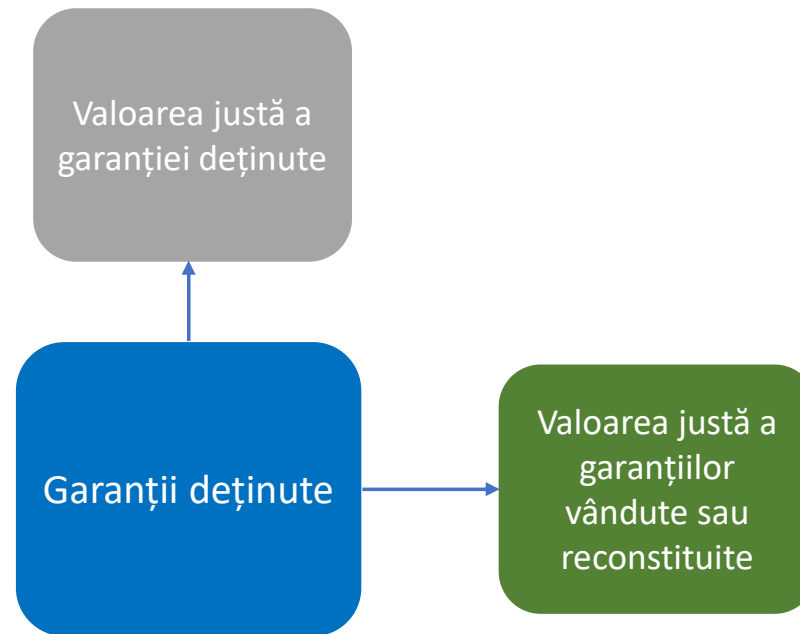 Valoarea justă a
garanției deținute
Garanții deținute
Valoarea justă a
garanțiilor
vândute sau
reconstituite